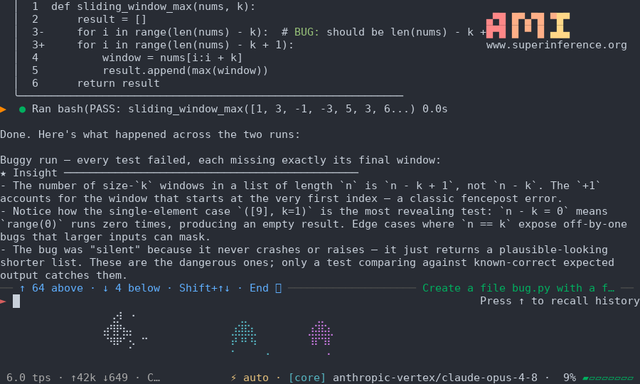 1  def sliding_window_max(nums, k):
2      result = []
3-     for i in range(len(nums) - k):  # BUG: should be len(nums) - k +
3+     for i in range(len(nums) - k + 1):
4          window = nums[i:i + k]
5          result.append(max(window))
6      return result
AMI
www.superinference.org
▶ ● Ran bash(PASS: sliding_window_max([1, 3, -1, -3, 5, 3, 6...) 0.0s
Done. Here's what happened across the two runs:
Buggy run — every test failed, each missing exactly its final window:
★ Insight
- The number of size-`k` windows in a list of length `n` is `n - k + 1`, not `n - k`. The `+1`
accounts for the window that starts at the very first index — a classic fencepost error.
- Notice how the single-element case `([9], k=1)` is the most revealing test: `n - k = 0` means
`range(0)` runs zero times, producing an empty result. Edge cases where `n == k` expose off-by-one
bugs that larger inputs can mask.
- The bug was "silent" because it never crashes or raises — it just returns a plausible-looking
shorter list. These are the dangerous ones; only a test comparing against known-correct expected
output catches them.
↑ 64 above · ↓ 4 below · Shift+↑↓ · End
Create a file bug.py with a f…
Press ↑ to recall history
6.0 tps · ↑42k ↓649 · C…
⚡ auto · [core] anthropic-vertex/claude-opus-4-8 · 9%